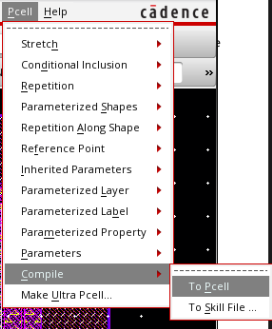 Pcell Help cādence
»
Stretch
Conditional Inclusion
Repetition
Parameterized Shapes
Repetition Along Shape
Reference Point
Inherited Parameters
Parameterized Layer
Parameterized Label
Parameterized Property
Parameters
Compile
To Pcell
Make Ultra Pcell...
To Skill File ...